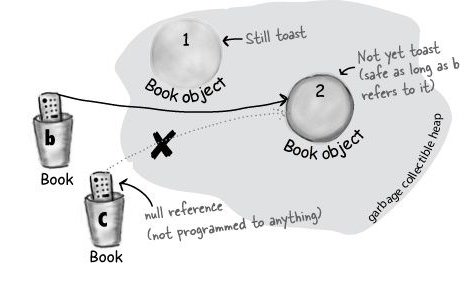 1
Still toast
Book object
Not yet toast
(safe as long as b
refers to it)
2
Book object
b
Book
c
null reference
(not programmed to anything)
Book
garbage collectible heap